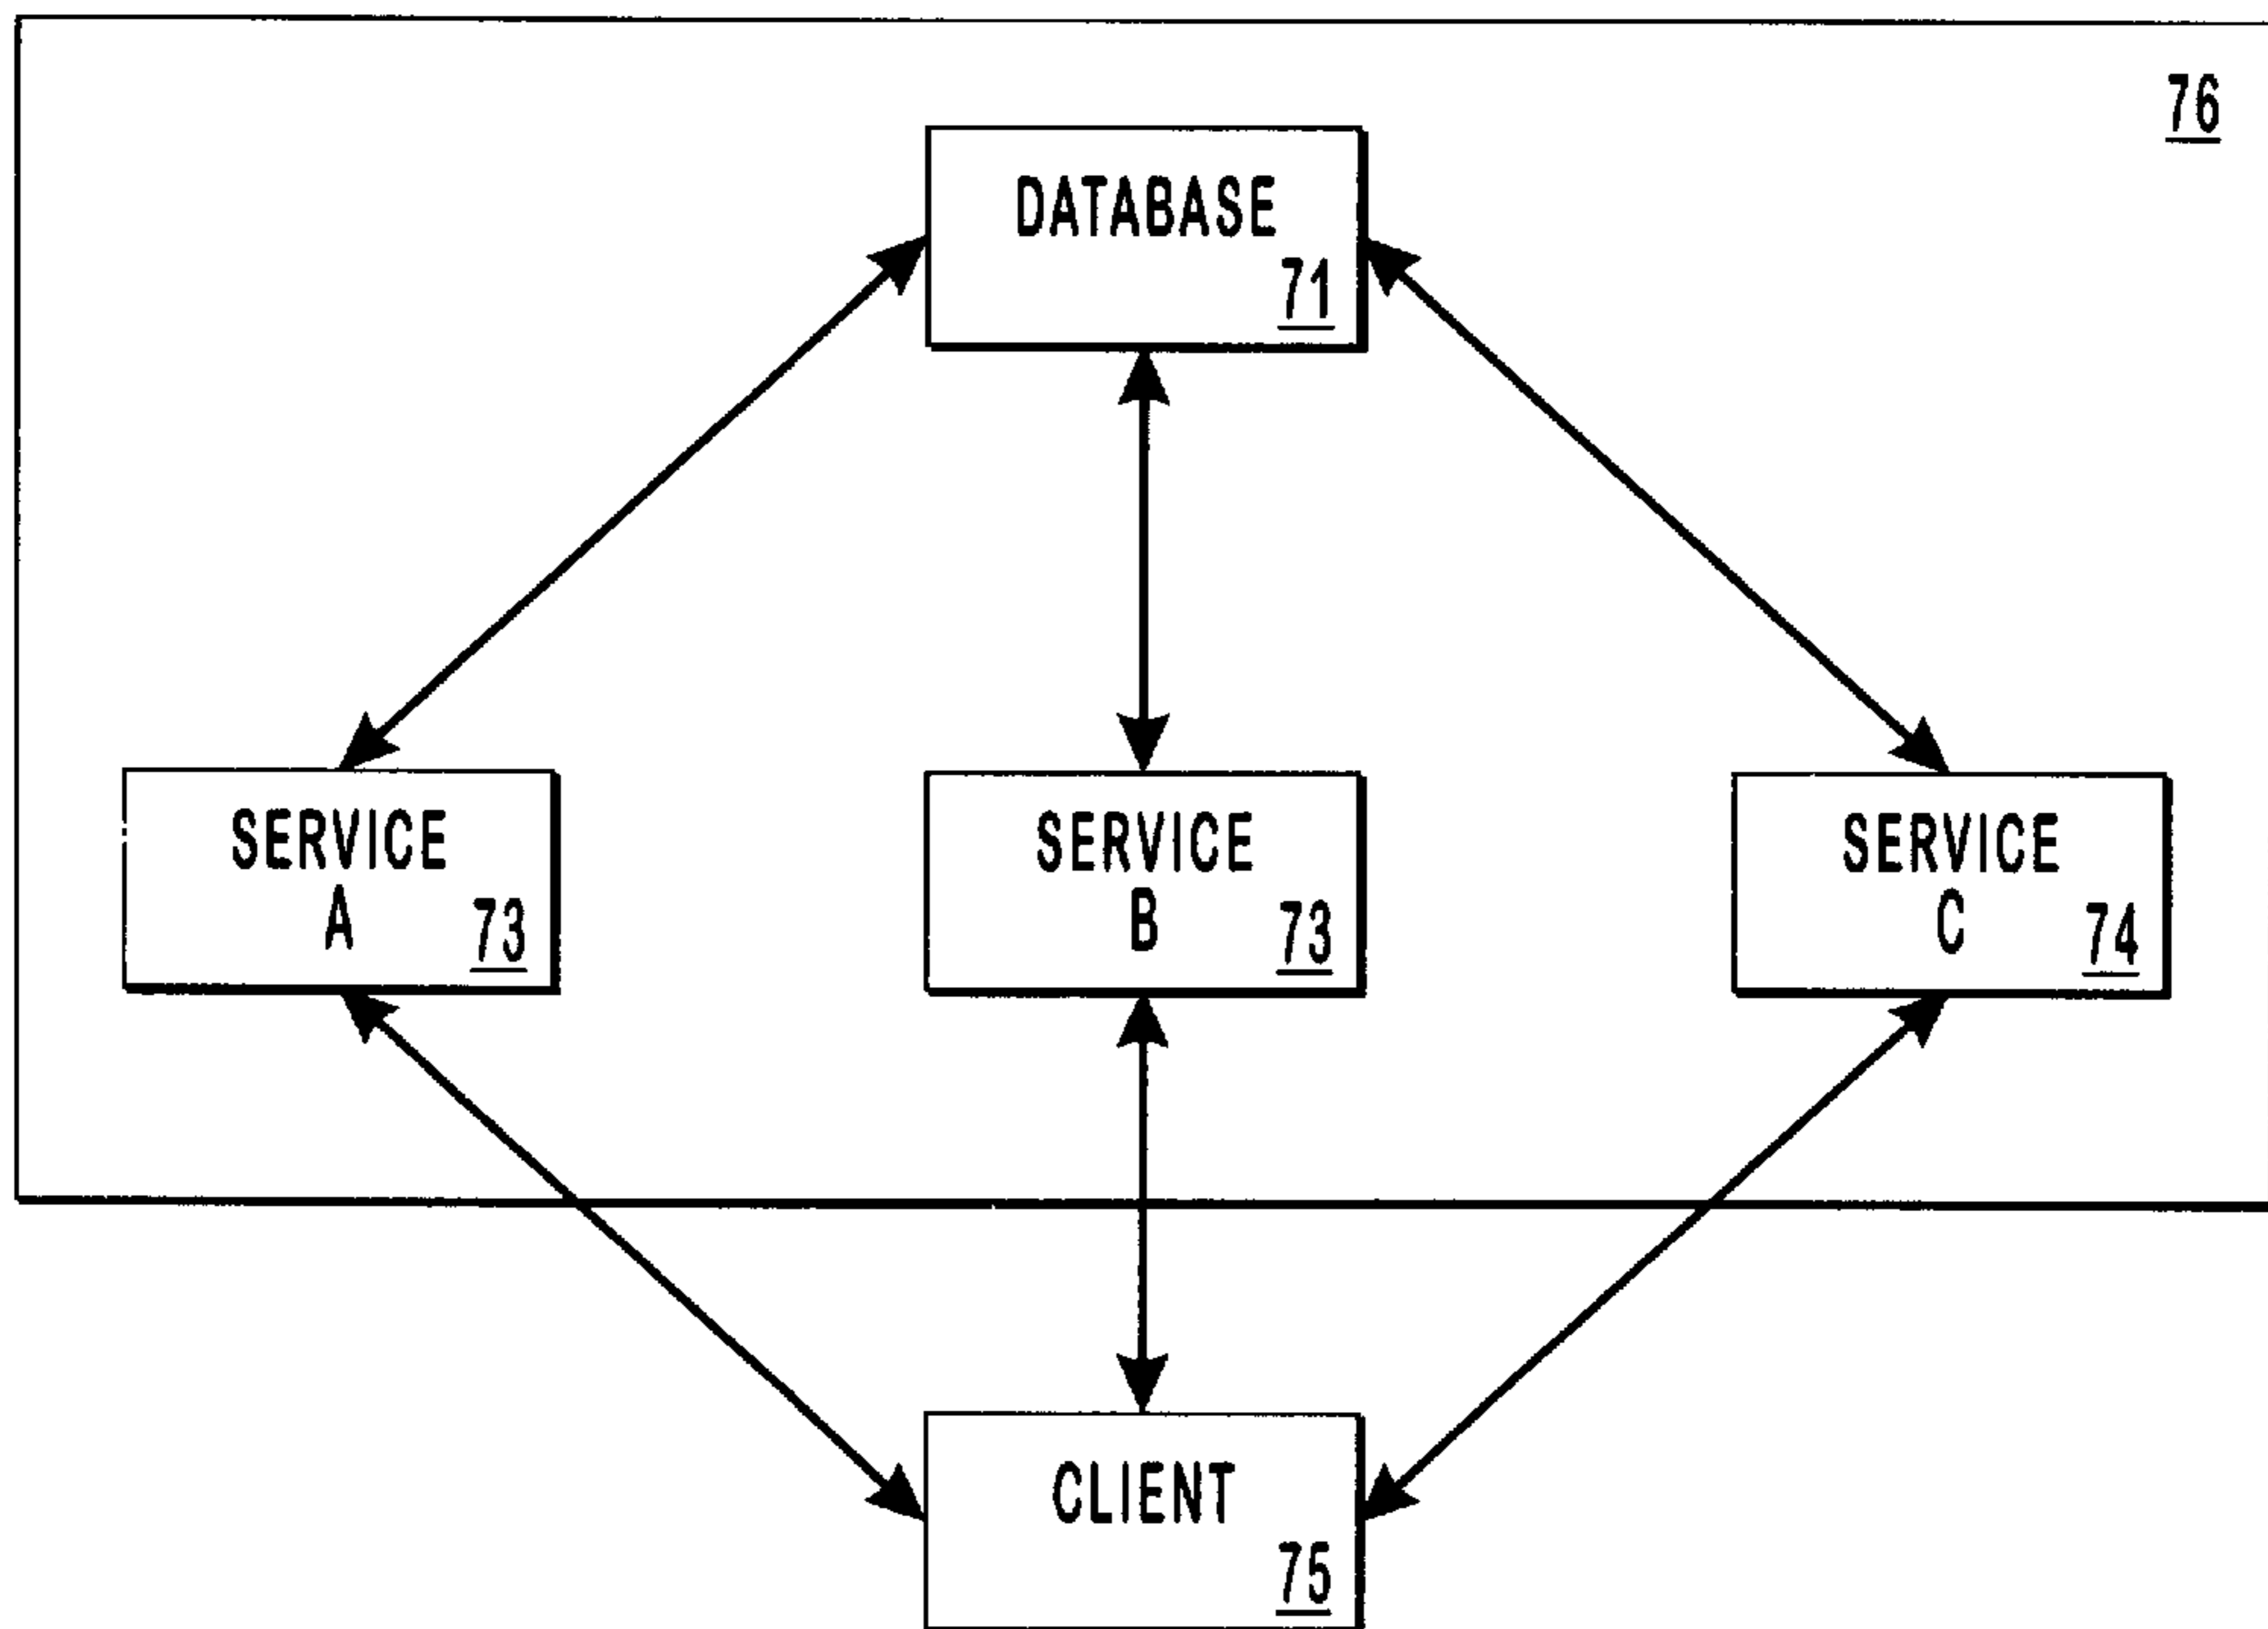 76
DATABASE
71
SERVICE
A
73
SERVICE
B
73
SERVICE
C
74
CLIENT
75